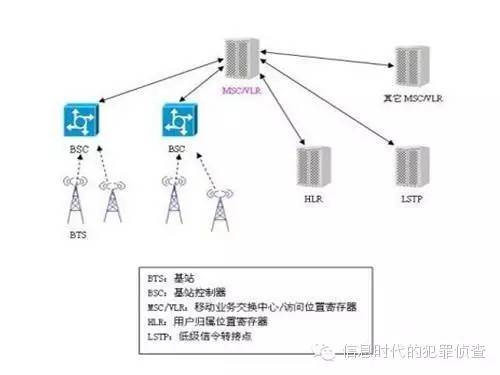 MSC/VLR
其它 MSC/VLR
BSC
BSC
HLR
LSTP
BTS
BTS：基站
BSC：基站控制器
MSC/VLR：移动业务交换中心/访问位置寄存器
HLR：用户归属位置寄存器
LSTP：低级信令转接点
信息时代的犯罪侦查